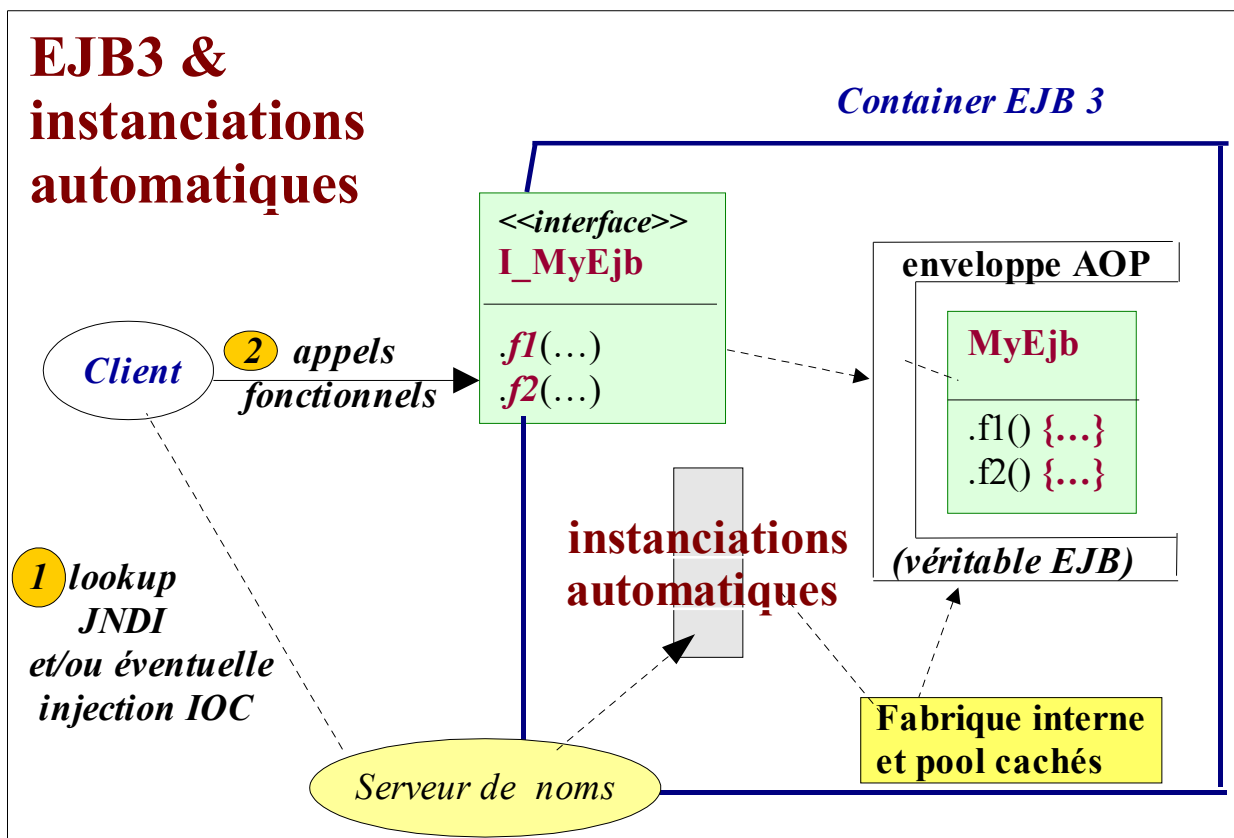 EJB3 &
instanciations
automatiques
Container EJB 3
<<interface>>
I_MyEjb
.f1(…)
.f2(…)
enveloppe AOP
MyEjb
.f1() {…}
.f2() {…}
(véritable EJB)
Client
2 appels
fonctionnels
instanciations
automatiques
1 lookup
JNDI
et/ou éventuelle
injection IOC
Fabrique interne
et pool cachés
Serveur de noms